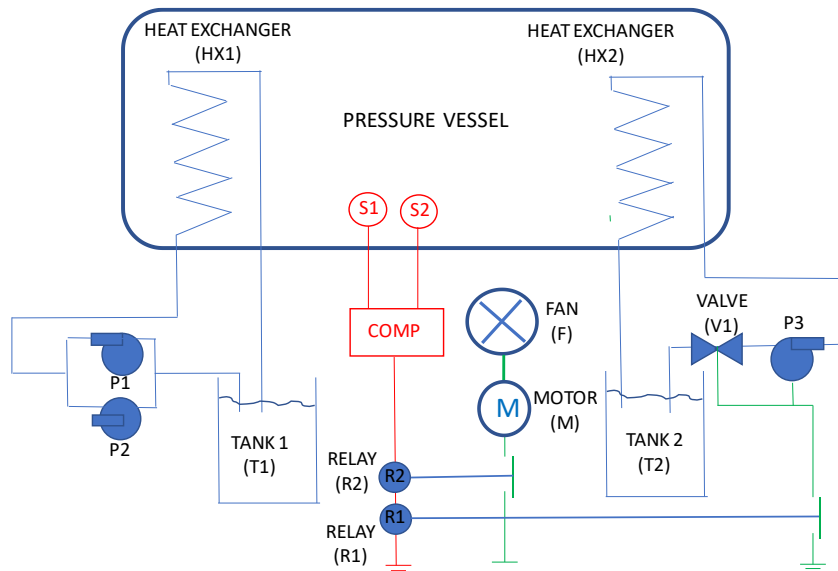 HEAT EXCHANGER
(HX1)
HEAT EXCHANGER
(HX2)
PRESSURE VESSEL
S1
S2
COMP
FAN
(F)
VALVE
(V1)
P3
P1
P2
M
MOTOR
(M)
TANK 1
(T1)
TANK 2
(T2)
RELAY
(R2)
R2
R1
RELAY
(R1)